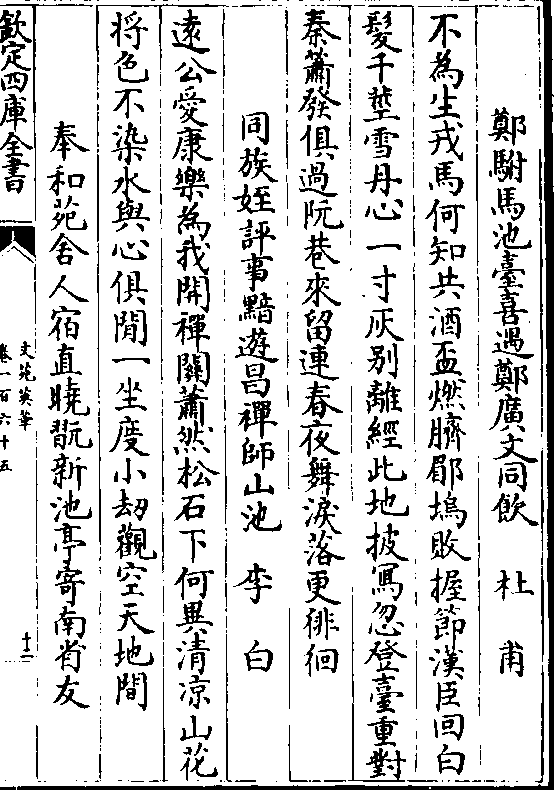 鄭駙馬池臺喜遇鄭廣文同飲　杜　甫
不為生戎馬何知共酒盃燃臍郿塢敗握節漢臣回白
髮千莖雪丹心一寸灰别離經此地披寫忽登臺重對
秦蕭發俱過阮巷來留連春夜舞淚落更徘徊
同族姪評事黯遊昌禪師山池　李　白
逺公愛康樂為我開禪關蕭然松石下何異清凉山花
将色不染水與心俱閒一坐度小劫觀空天地間
奉和苑舍人宿直曉翫新池亭寄南省友
欽定四庫全書
文苑英華
卷一百六十五
十二